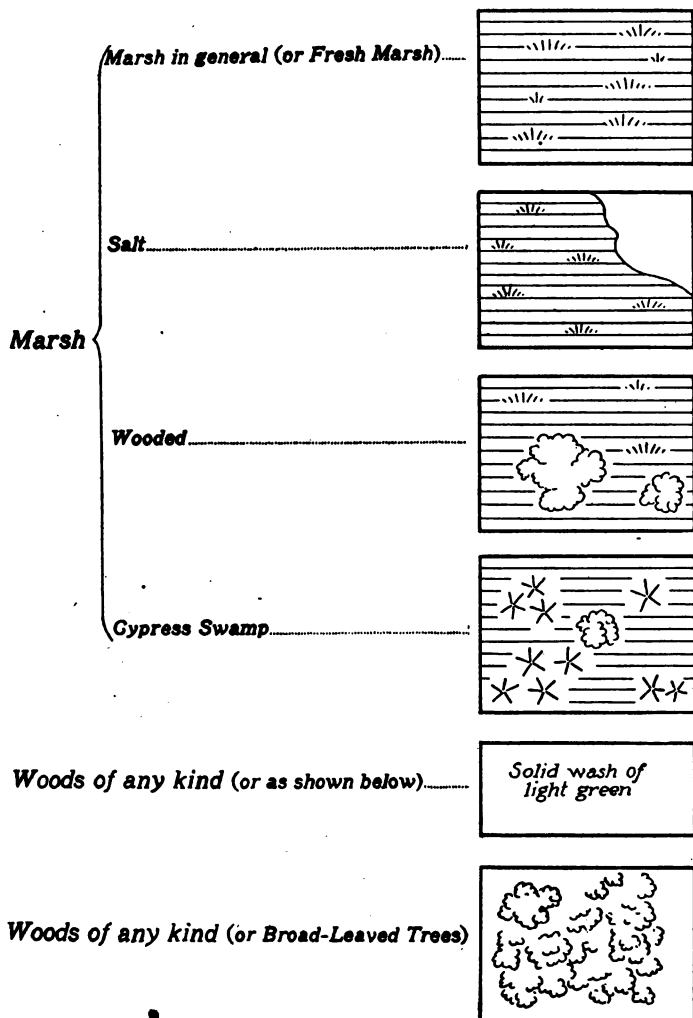 Marsh in general (or Fresh Marsh)
Salt
Marsh
Wooded
Cypress Swamp
Woods of any kind (or as shown below)
Solid wash of
light green
Woods of any kind (or Broad-Leaved Trees)